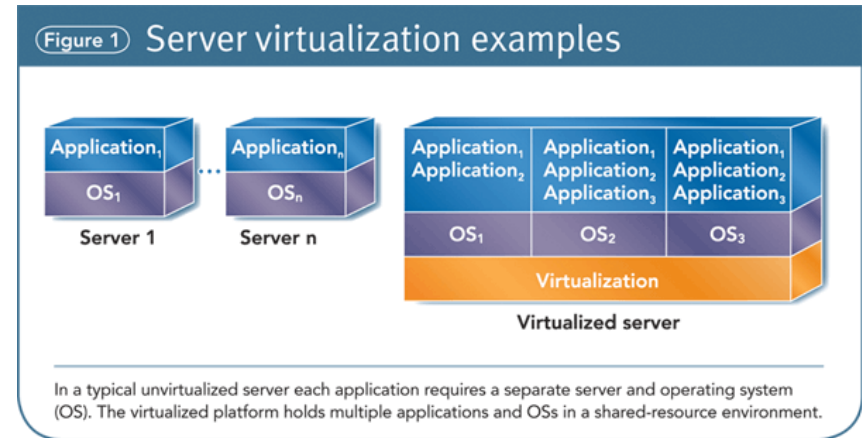 Figure 1 Server virtualization examples
Application₁
OS₁
Server 1
...
Applicationₙ
OSₙ
Server n
Application₁
Application₂
Application₁
Application₂
Application₃
Application₁
Application₂
Application₃
OS₁
OS₂
OS₃
Virtualization
Virtualized server
In a typical unvirtualized server each application requires a separate server and operating system
(OS). The virtualized platform holds multiple applications and OSs in a shared-resource environment.